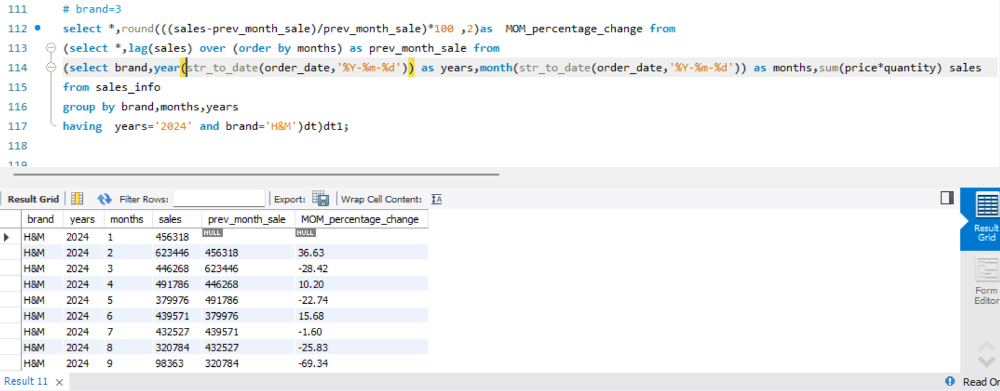 111 # brand=3
112 select *,round(((sales-prev_month_sale)/prev_month_sale)*100 ,2)as  MOM_percentage_change from
113 (select *,lag(sales) over (order by months) as prev_month_sale from
114 (select brand,year(str_to_date(order_date,'%Y-%m-%d')) as years,month(str_to_date(order_date,'%Y-%m-%d')) as months,sum(price*quantity) sales
115 from sales_info
116 group by brand,months,years
117 having  years='2024' and brand='H&M')dt)dt1;
118
119
Result Grid Filter Rows: Export: Wrap Cell Content: IA
brand years months sales prev_month_sale MOM_percentage_change
H&M 2024 1 456318 NULL NULL
H&M 2024 2 623446 456318 36.63
H&M 2024 3 446268 623446 -28.42
H&M 2024 4 491786 446268 10.20
H&M 2024 5 379976 491786 -22.74
H&M 2024 6 439571 379976 15.68
H&M 2024 7 432527 439571 -1.60
H&M 2024 8 320784 432527 -25.83
H&M 2024 9 98363 320784 -69.34
Result
Grid
Form
Editor
Result 11 Read On